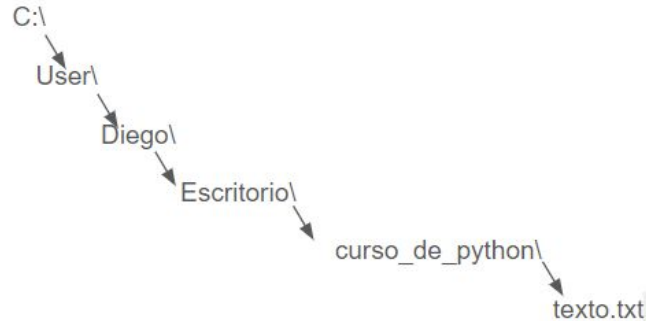 C:\
User\
Diego\
Escritorio\
curso_de_python\
texto.txt